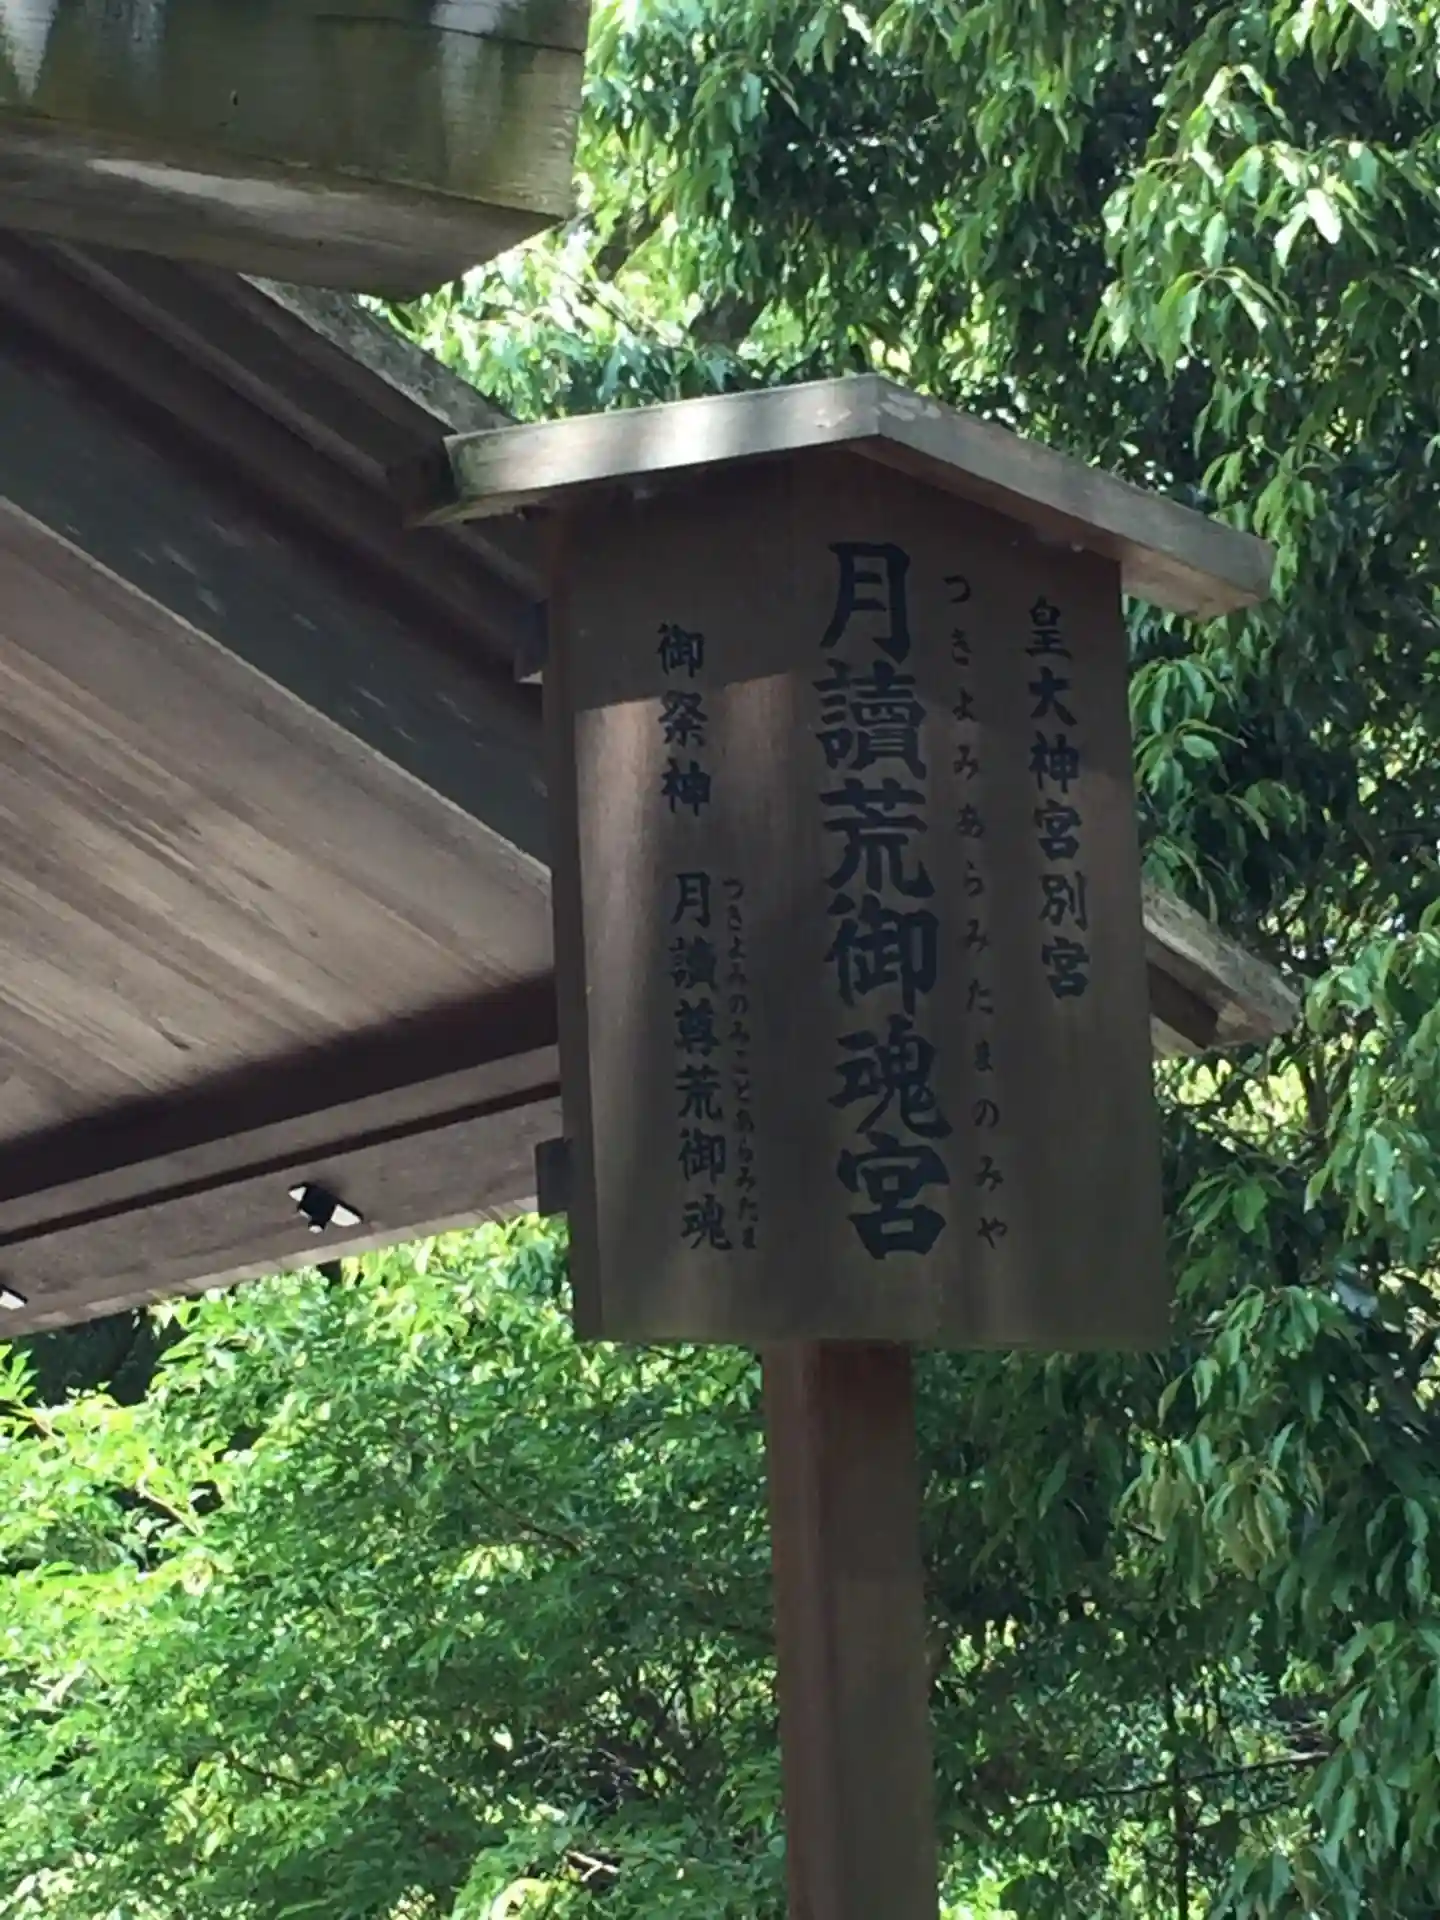 皇大神宮別宮
つきよみあらみたまのみや
月讀荒御魂宮
つきよみのみことあらみたま
御祭神 月讀尊荒御魂